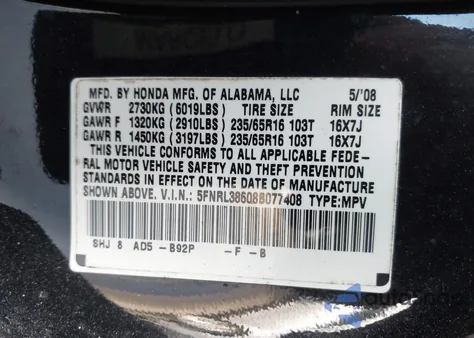 MFD. BY HONDA MFG. OF ALABAMA, LLC 5/'08
GVWR 2730KG (6019LBS) TIRE SIZE RIM SIZE
GAWR F 1320KG (2910LBS) 235/65R16 103T 16X7J
GAWR R 1450KG (3197LBS) 235/65R16 103T 16X7J
THIS VEHICLE CONFORMS TO ALL APPLICABLE FEDE-
RAL MOTOR VEHICLE SAFETY AND THEFT PREVENTION
STANDARDS IN EFFECT ON THE DATE OF MANUFACTURE
SHOWN ABOVE. V.I.N.: 5FNRL38608B077408 TYPE:MPV
SHJ 8 AD5 -B92P -F -B